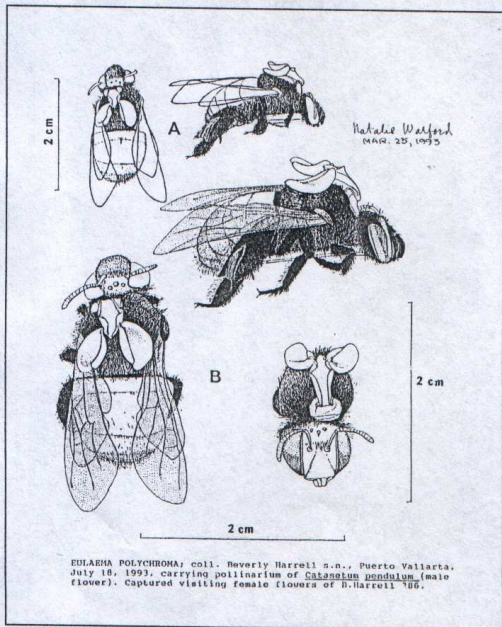 2 cm
A
Natalie Warford
MAR. 25, 1995
B
2 cm
2 cm
EULAEMA POLYCHROMA; coll. Beverly Harrell s.n., Puerto Vallarta.
July 18, 1993, carrying pollinarium of Catasetum pendulum (male
flower). Captured visiting female flowers of B.Harrell '86.